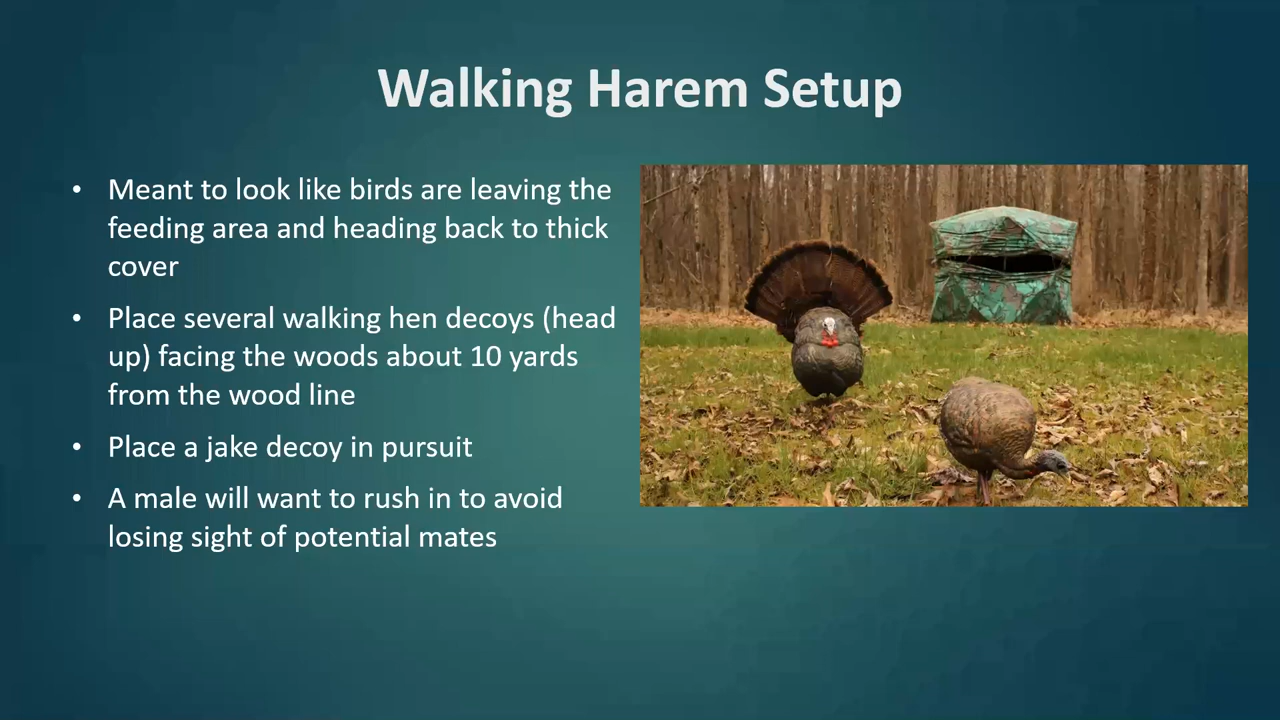 Walking Harem Setup
• Meant to look like birds are leaving the
feeding area and heading back to thick
cover
• Place several walking hen decoys (head
up) facing the woods about 10 yards
from the wood line
• Place a jake decoy in pursuit
• A male will want to rush in to avoid
losing sight of potential mates